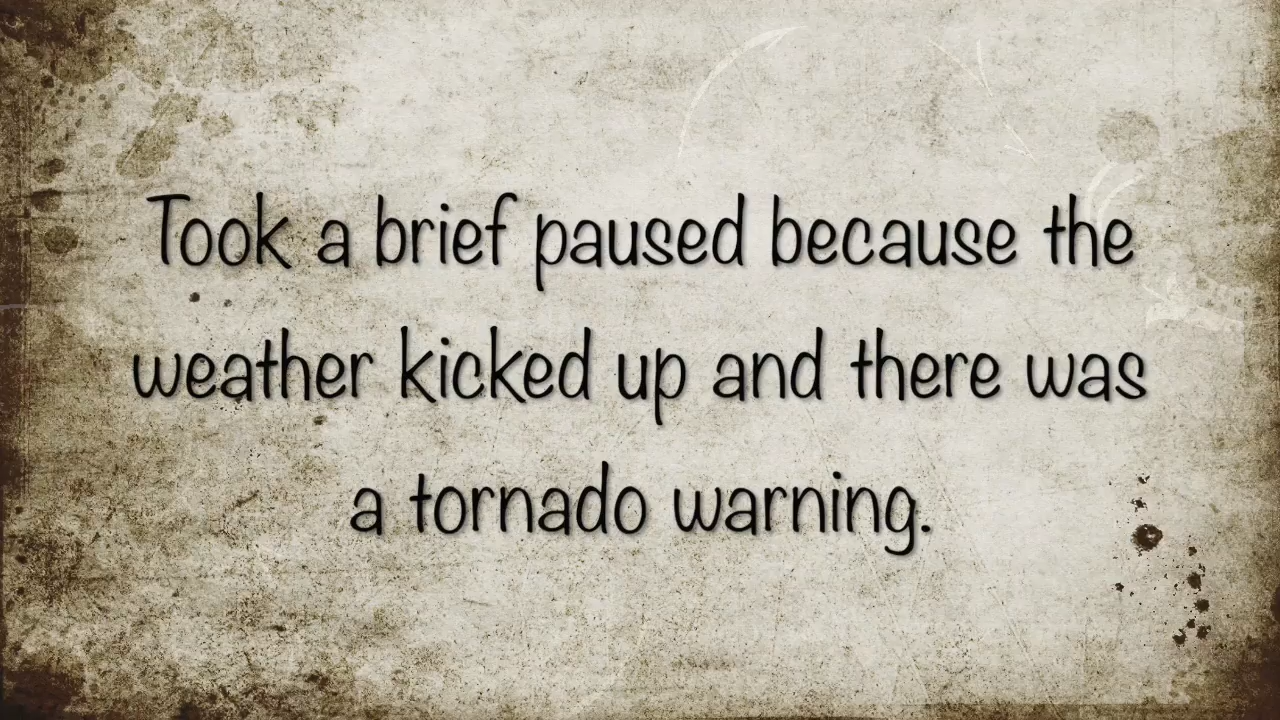 Took a brief paused because the
weather kicked up and there was
a tornado warning.